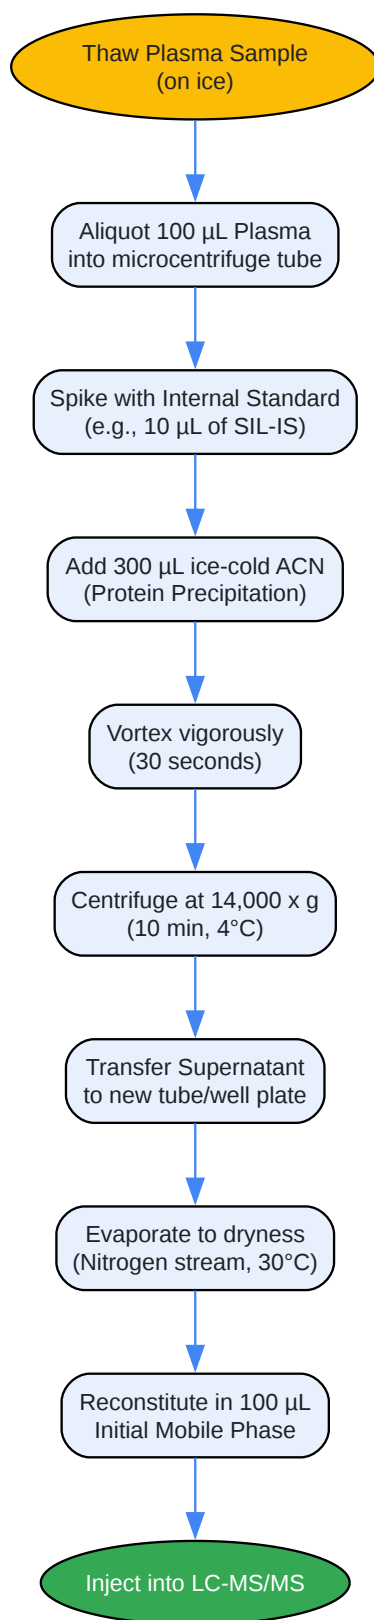 Thaw Plasma Sample
(on ice)
Aliquot 100 µL Plasma
into microcentrifuge tube
Spike with Internal Standard
(e.g., 10 µL of SIL-IS)
Add 300 µL ice-cold ACN
(Protein Precipitation)
Vortex vigorously
(30 seconds)
Centrifuge at 14,000 x g
(10 min, 4°C)
Transfer Supernatant
to new tube/well plate
Evaporate to dryness
(Nitrogen stream, 30°C)
Reconstitute in 100 µL
Initial Mobile Phase
Inject into LC-MS/MS